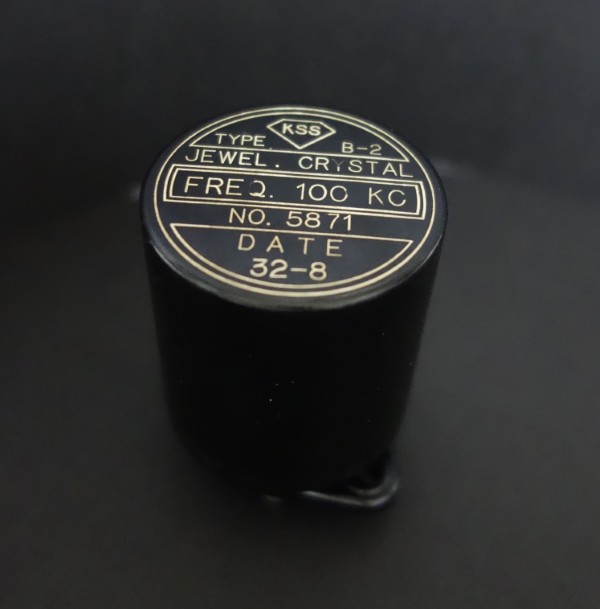 KSS
TYPE B-2
JEWEL. CRYSTAL
FREQ. 100 KC
NO. 5871
DATE
32-8